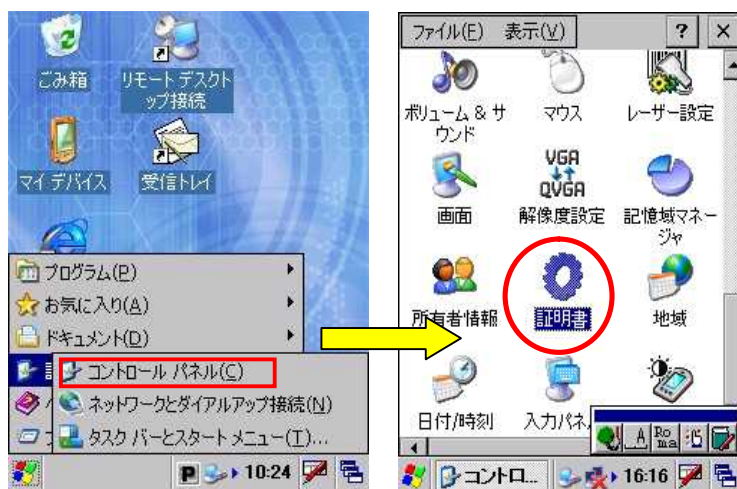 ごみ箱
リモート デスクト
ップ接続
マイ デバイス
受信トレイ
プログラム(P)
お気に入り(A)
ドキュメント(D)
コントロール パネル(C)
ネットワークとダイアルアップ接続(N)
タスク バーとスタート メニュー(T)...
P
10:24
ファイル(F) 表示(V)
?
×
ボリューム & サ
ウンド
マウス
レーザー設定
VGA
QVGA
画面
解像度設定
記憶域マネー
ジャ
所有者情報
証明書
地域
日付/時刻
入力パネ
A
Ro
ma
コントロ...
16:16